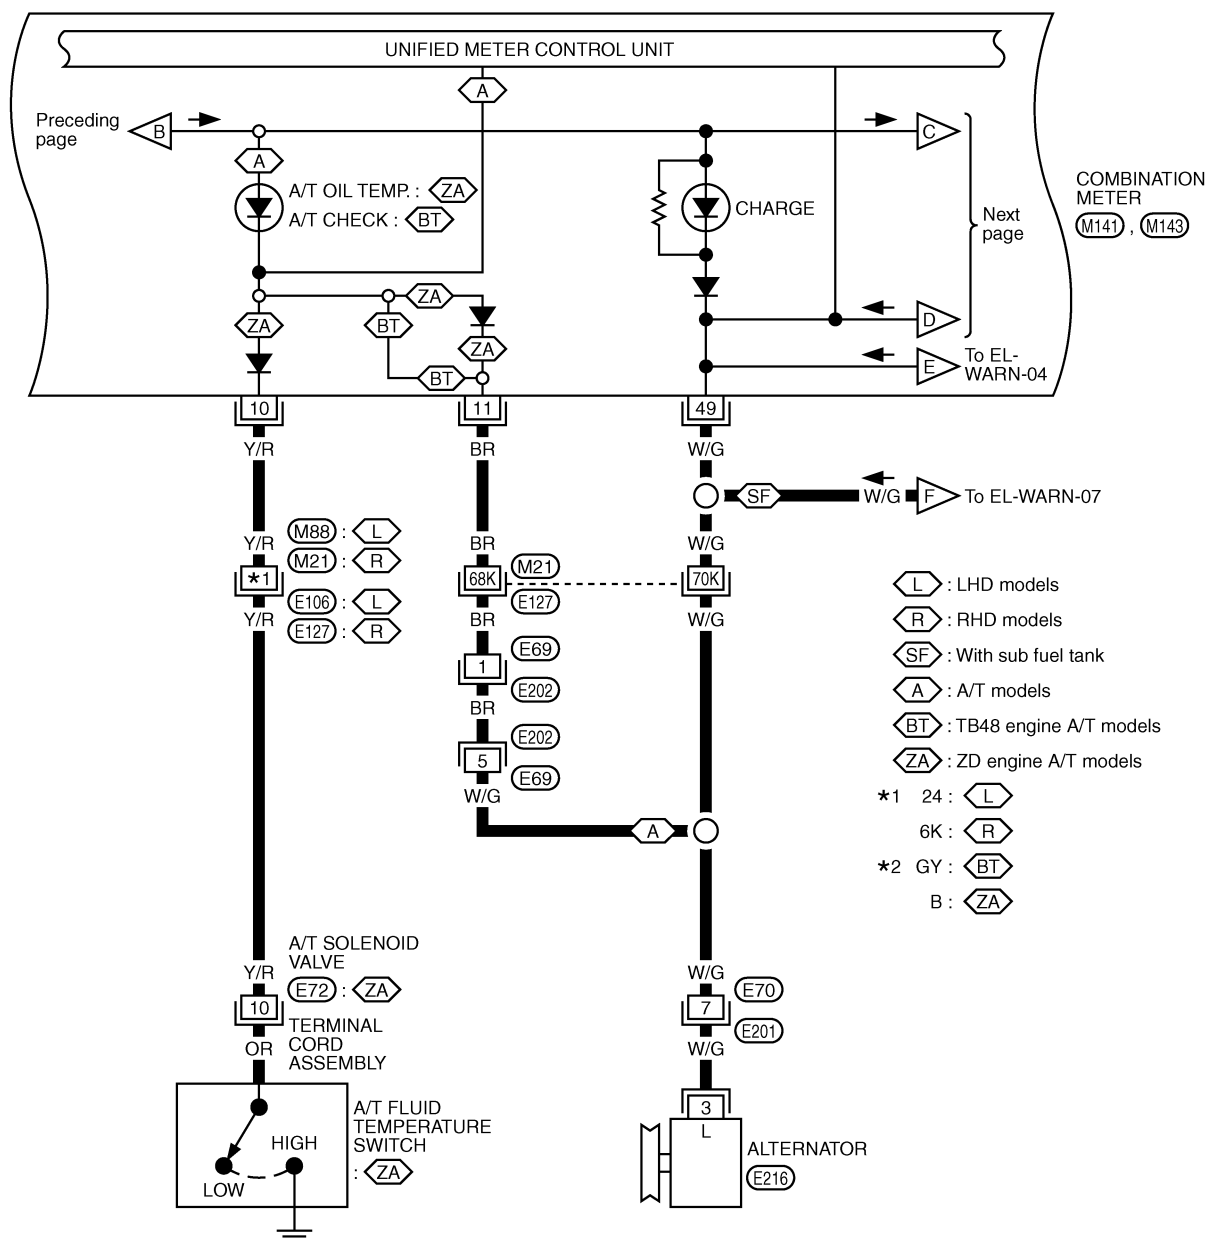 UNIFIED METER CONTROL UNIT
A
Preceding
page
B
C
A
A/T OIL TEMP. : ZA
A/T CHECK : BT
CHARGE
Next
page
COMBINATION
METER
M141 , M143
ZA
ZA
BT
D
ZA
BT
E
To EL-
WARN-04
10
11
49
Y/R
BR
W/G
SF
W/G
F
To EL-WARN-07
Y/R
M88 : L
M21 : R
BR
W/G
*1
68K
M21
70K
E106 : L
E127 : R
E127
Y/R
BR
W/G
L : LHD models
R : RHD models
SF : With sub fuel tank
A : A/T models
BT : TB48 engine A/T models
ZA : ZD engine A/T models
*1 24 : L
6K : R
*2 GY : BT
B : ZA
E69
1
E202
BR
E202
5
E69
W/G
A
A/T SOLENOID
VALVE
Y/R
E72 : ZA
10
TERMINAL
CORD
ASSEMBLY
OR
W/G
E70
7
E201
W/G
A/T FLUID
TEMPERATURE
SWITCH
: ZA
HIGH
LOW
3
L
ALTERNATOR
E216